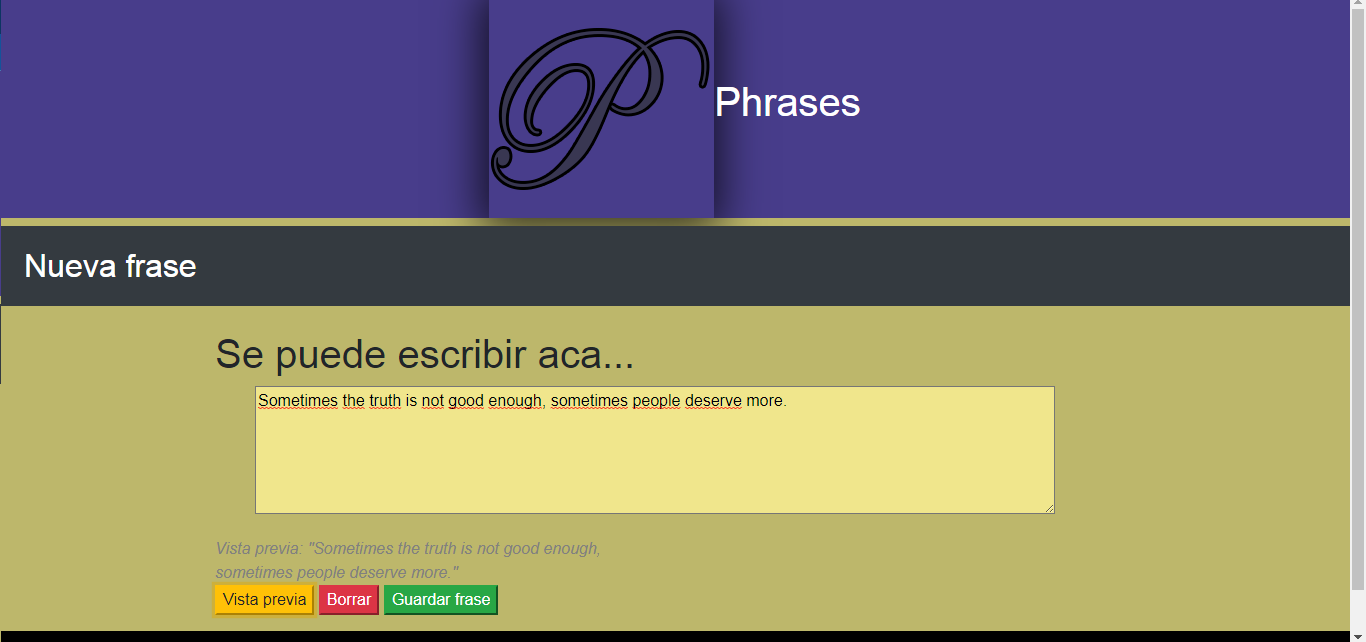 P
Phrases
Nueva frase
Se puede escribir aca...
Sometimes the truth is not good enough, sometimes people deserve more.
Vista previa: "Sometimes the truth is not good enough,
sometimes people deserve more."
Vista previa Borrar Guardar frase